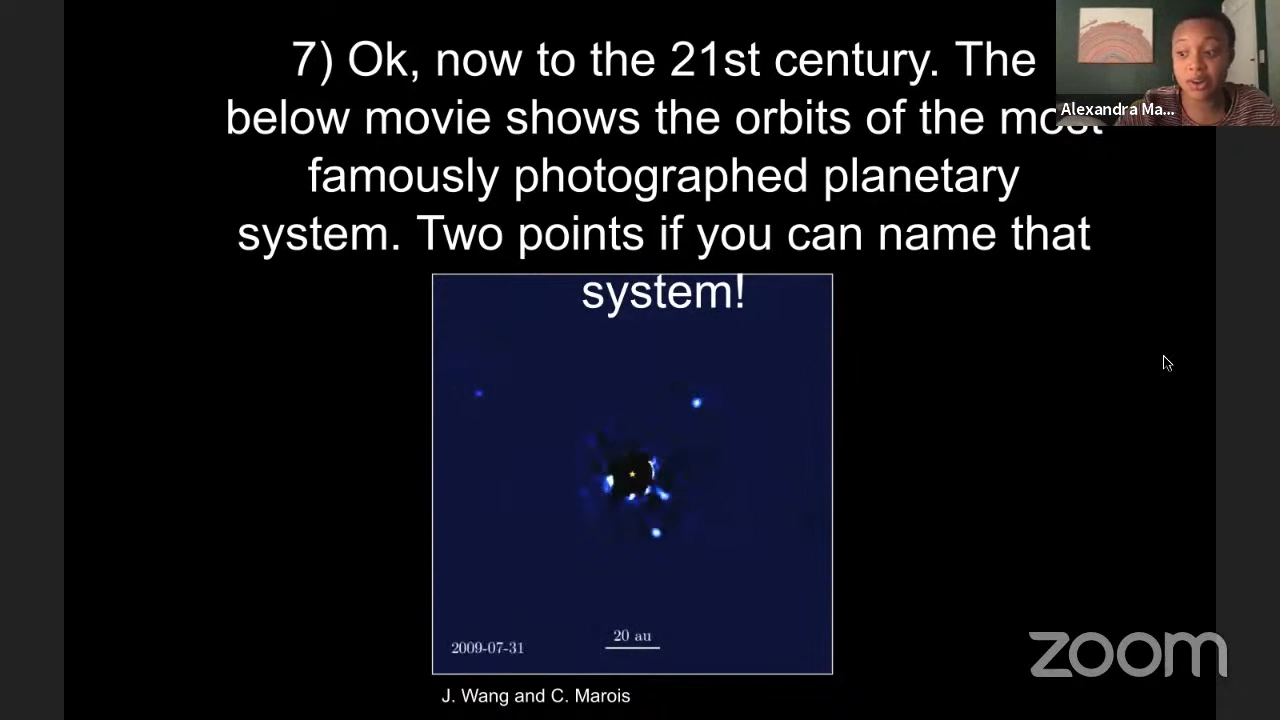 7) Ok, now to the 21st century. The
below movie shows the orbits of the most
famously photographed planetary
system. Two points if you can name that
system!
Alexandra Ma...
2009-07-31
20 au
J. Wang and C. Marois
zoom